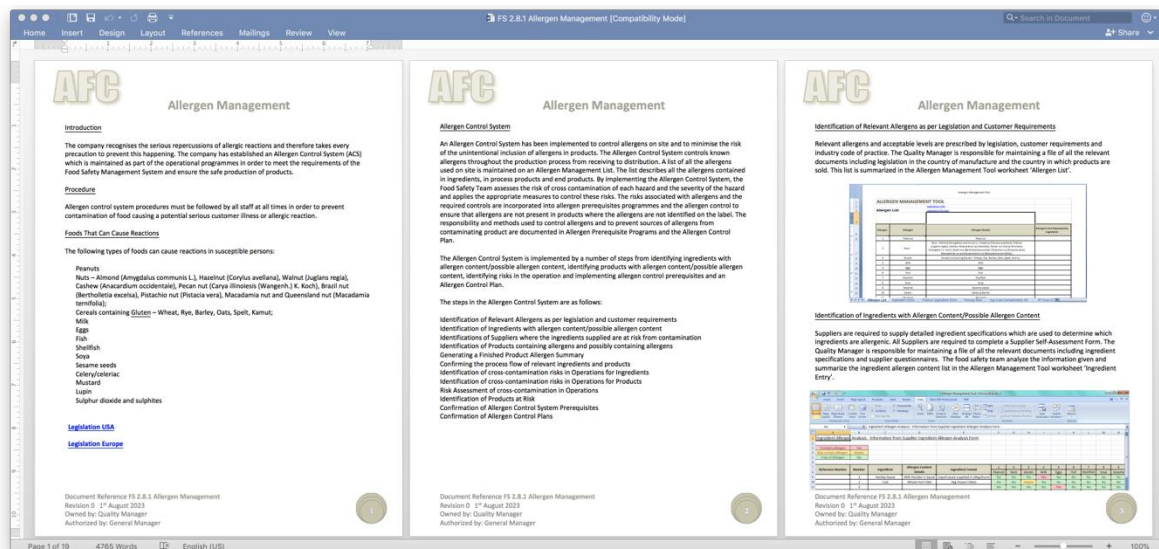 FS 2.8.1 Allergen Management [Compatibility Mode]
Search in Document
Home Insert Design Layout References Mailings Review View
Share
AFC
Allergen Management
Introduction
The company recognises the serious repercussions of allergic reactions and therefore takes every
precaution to prevent this happening. The company has established an Allergen Control System (ACS)
which is maintained as part of the operational programmes in order to meet the requirements of the
Food Safety Management System and ensure the safe production of products.
Procedure
Allergen control system procedures must be followed by all staff at all times in order to prevent
contamination of food causing a potential serious customer illness or allergic reaction.
Foods That Can Cause Reactions
The following types of foods can cause reactions in susceptible persons:
Peanuts
Nuts – Almond (Amygdalus communis L.), Hazelnut (Corylus avellana), Walnut (Juglans regia),
Cashew (Anacardium occidentale), Pecan nut (Carya illinoiesis (Wangenh.) K. Koch), Brazil nut
(Bertholletia excelsa), Pistachio nut (Pistacia vera), Macadamia nut and Queensland nut (Macadamia
ternifolia);
Cereals containing Gluten – Wheat, Rye, Barley, Oats, Spelt, Kamut;
Milk
Eggs
Fish
Shellfish
Soya
Sesame seeds
Celery/celeriac
Mustard
Lupin
Sulphur dioxide and sulphites
Legislation USA
Legislation Europe
Document Reference FS 2.8.1 Allergen Management
Revision 0 1st August 2023
Owned by: Quality Manager
Authorized by: General Manager
1
AFC
Allergen Management
Allergen Control System
An Allergen Control System has been implemented to control allergens on site and to minimise the risk
of the unintentional inclusion of allergens in products. The Allergen Control System controls known
allergens throughout the production process from receiving to distribution. A list of all the allergens
used on site is maintained on an Allergen Management List. The list describes all the allergens contained
in ingredients, in process products and end products. By implementing the Allergen Control System, the
Food Safety Team assesses the risk of cross contamination of each hazard and the severity of the hazard
and applies the appropriate measures to control these risks. The risks associated with allergens and the
required controls are incorporated into allergen prerequisites programmes and the allergen control to
ensure that allergens are not present in products where the allergens are not identified on the label. The
responsibility and methods used to control allergens and to prevent sources of allergens from
contaminating product are documented in Allergen Prerequisite Programs and the Allergen Control
Plan.
The Allergen Control System is implemented by a number of steps from identifying ingredients with
allergen content/possible allergen content, identifying products with allergen content/possible allergen
content, identifying risks in the operation and implementing allergen control prerequisites and an
Allergen Control Plan.
The steps in the Allergen Control System are as follows:
Identification of Relevant Allergens as per legislation and customer requirements
Identification of Ingredients with allergen content/possible allergen content
Identifications of Suppliers where the ingredients supplied are at risk from contamination
Identification of Products containing allergens and possibly containing allergens
Generating a Finished Product Allergen Summary
Confirming the process flow of relevant ingredients and products
Identification of cross-contamination risks in Operations for Ingredients
Identification of cross-contamination risks in Operations for Products
Risk Assessment of cross-contamination in Operations
Identification of Products at Risk
Confirmation of Allergen Control System Prerequisites
Confirmation of Allergen Control Plans
Document Reference FS 2.8.1 Allergen Management
Revision 0 1st August 2023
Owned by: Quality Manager
Authorized by: General Manager
2
AFC
Allergen Management
Identification of Relevant Allergens as per Legislation and Customer Requirements
Relevant allergens and acceptable levels are prescribed by legislation, customer requirements and
industry code of practice. The Quality Manager is responsible for maintaining a file of all the relevant
documents including legislation in the country of manufacture and the country in which products are
sold. This list is summarized in the Allergen Management Tool worksheet 'Allergen List'.
ALLERGEN MANAGEMENT TOOL
Allergen List
Identification of Ingredients with Allergen Content/Possible Allergen Content
Suppliers are required to supply detailed ingredient specifications which are used to determine which
ingredients are allergenic. All Suppliers are required to complete a Supplier Self-Assessment Form. The
Quality Manager is responsible for maintaining a file of all the relevant documents including ingredient
specifications and supplier questionnaires. The food safety team analyze the information given and
summarize the ingredient allergen content list in the Allergen Management Tool worksheet 'Ingredient
Entry'.
Ingredient Allergen Analysis - Information from Supplier Ingredient Allergen Analysis Form
Document Reference FS 2.8.1 Allergen Management
Revision 0 1st August 2023
Owned by: Quality Manager
Authorized by: General Manager
3
Page 1 of 19 4765 Words English (US) 100%